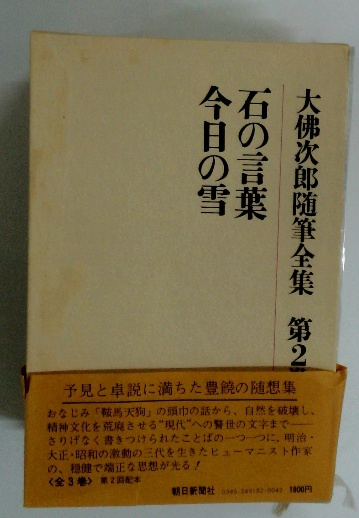 大佛次郎随筆全集 第2
石の言葉
今日の雪
予見と卓説に満ちた豊饒の随想集
おなじみ「鞍馬天狗」の頭巾の話から、自然を破壊し、
精神文化を荒廃させる"現代"への警世の文字まで――
さりげなく書きつけられたことばの一つ一つに、明治・
大正・昭和の激動の三代を生きたヒューマニスト作家
の、穏健で端正な思想が光る!
〈全3巻〉 第2回配本
朝日新聞社 1800円